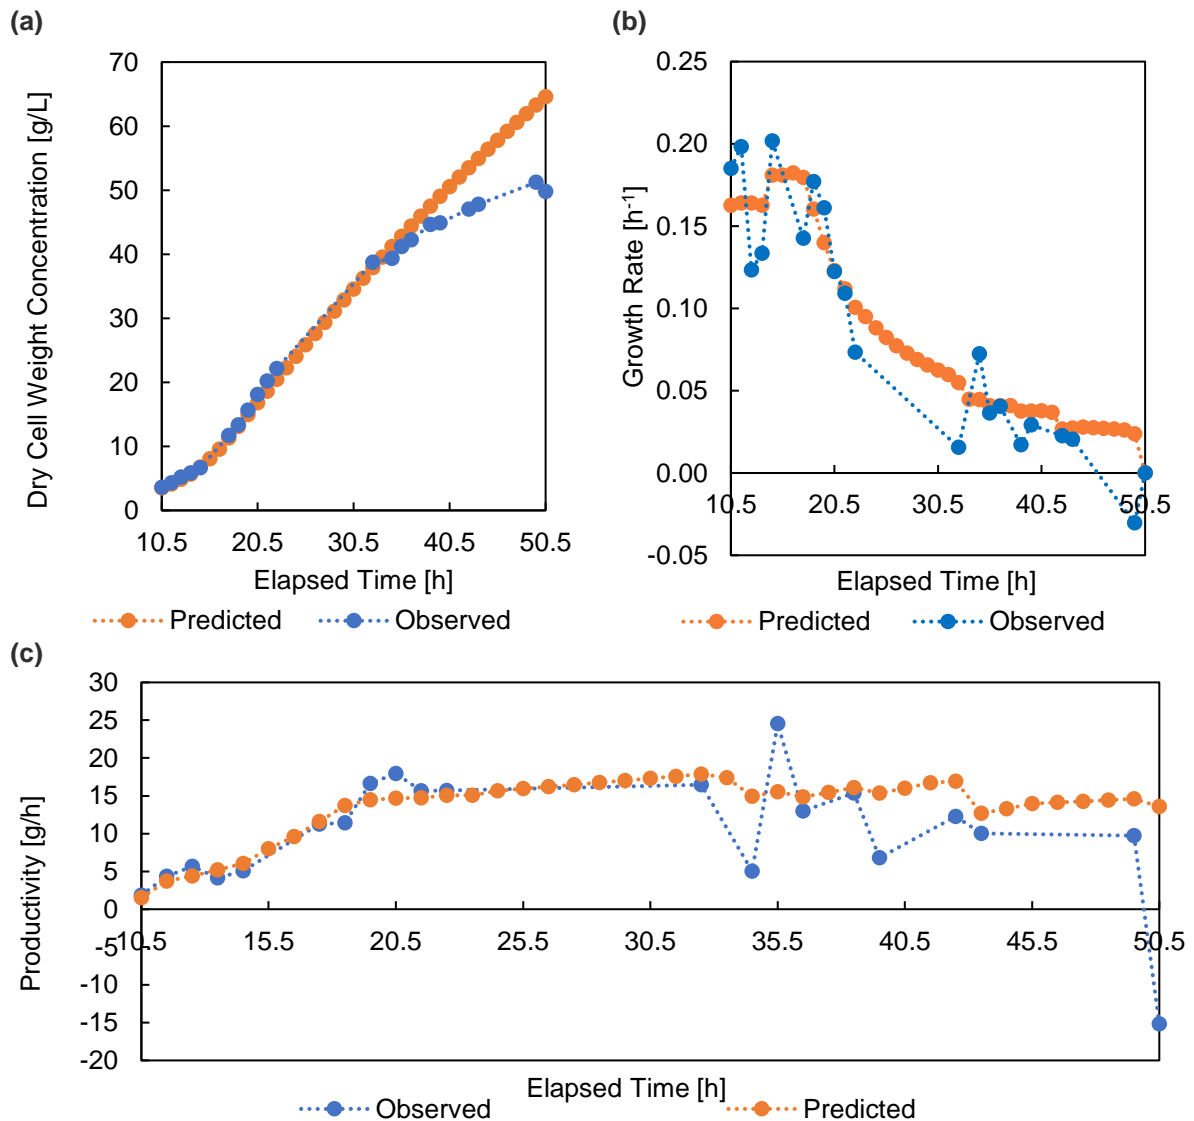 (a)
70
60
50
40
30
20
10
0
Dry Cell Weight Concentration [g/L]
10.5 20.5 30.5 40.5 50.5
Elapsed Time [h]
Predicted Observed
(b)
0.25
0.20
0.15
0.10
0.05
0.00
-0.05
Growth Rate [h-1]
10.5 20.5 30.5 40.5 50.5
Elapsed Time [h]
Predicted Observed
(c)
30
25
20
15
10
5
0
-5
-10
-15
-20
Productivity [g/h]
10.5 15.5 20.5 25.5 30.5 35.5 40.5 45.5 50.5
Elapsed Time [h]
Observed Predicted